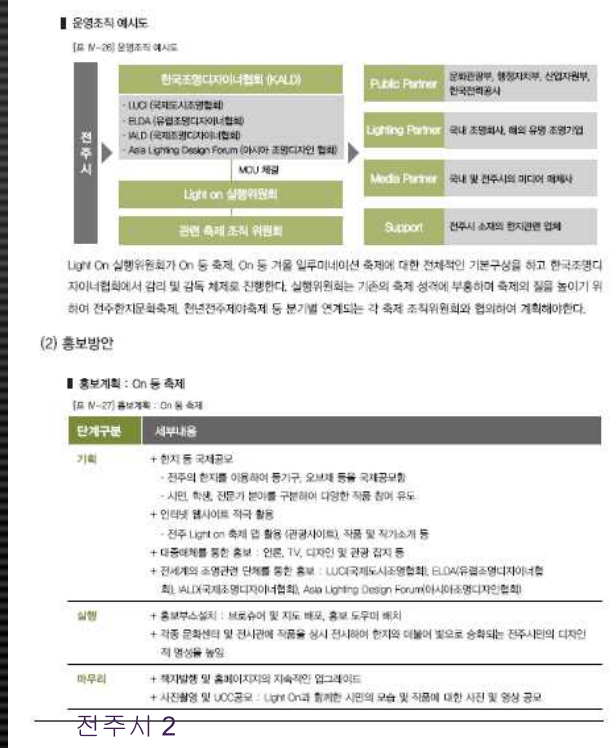 ▌ 운영조직 예시도
[표 Ⅳ-26] 운영조직 예시도
전주시
한국조명디자이너협회 (KALD)
- LUCI (국제도시조명협회)
- ELDA (유럽조명디자이너협회)
- IALD (국제조명디자이너협회)
- Asia Lighting Design Forum (아시아 조명디자인 협회)
MOU 체결
Light on 실행위원회
관련 축제 조직 위원회
Public Partner
문화관광부, 행정자치부, 산업자원부,
한국전력공사
Lighting Partner
국내 조명회사, 해외 유명 조명기업
Media Partner
국내 및 전주시의 미디어 매체사
Support
전주시 소재의 한지관련 업체
Light On 실행위원회가 On 등 축제, On 등 겨울 일루미네이션 축제에 대한 전체적인 기본구상을 하고 한국조명디
자이너협회에서 감리 및 감독 체제로 진행한다. 실행위원회는 기존의 축제 성격에 부흥하며 축제의 질을 높이기 위
하여 전주한지문화축제, 천년전주제야축제 등 분기별 연계되는 각 축제 조직위원회와 협의하여 계획해야한다.
(2) 홍보방안
▌ 홍보계획 : On 등 축제
[표 Ⅳ-27] 홍보계획 : On 등 축제
단계구분 세부내용
기획 + 한지 등 국제공모
- 전주의 한지를 이용하여 등기구, 오브제 등을 국제공모함
- 시민, 학생, 전문가 분야를 구분하여 다양한 작품 참여 유도
+ 인터넷 웹사이트 적극 활용
- 전주 Light on 축제 맵 활용 (관광사이트), 작품 및 작가소개 등
+ 대중매체를 통한 홍보 : 언론, TV, 디자인 및 관광 잡지 등
+ 전세계의 조명관련 단체를 통한 홍보 : LUCI(국제도시조명협회), ELDA(유럽조명디자이너협
회), IALD(국제조명디자이너협회), Asia Lighting Design Forum(아시아조명디자인협회)
실행 + 홍보부스설치 : 브로슈어 및 지도 배포, 홍보 도우미 배치
+ 각종 문화센터 및 전시관에 작품을 상시 전시하여 한지와 더불어 빛으로 승화되는 전주시민의 디자인
적 명성을 높임
마무리 + 책자발행 및 홈페이지지의 지속적인 업그레이드
+ 사진촬영 및 UCC공모 : Light On과 함께한 시민의 모습 및 작품에 대한 사진 및 영상 공모
전주시 2